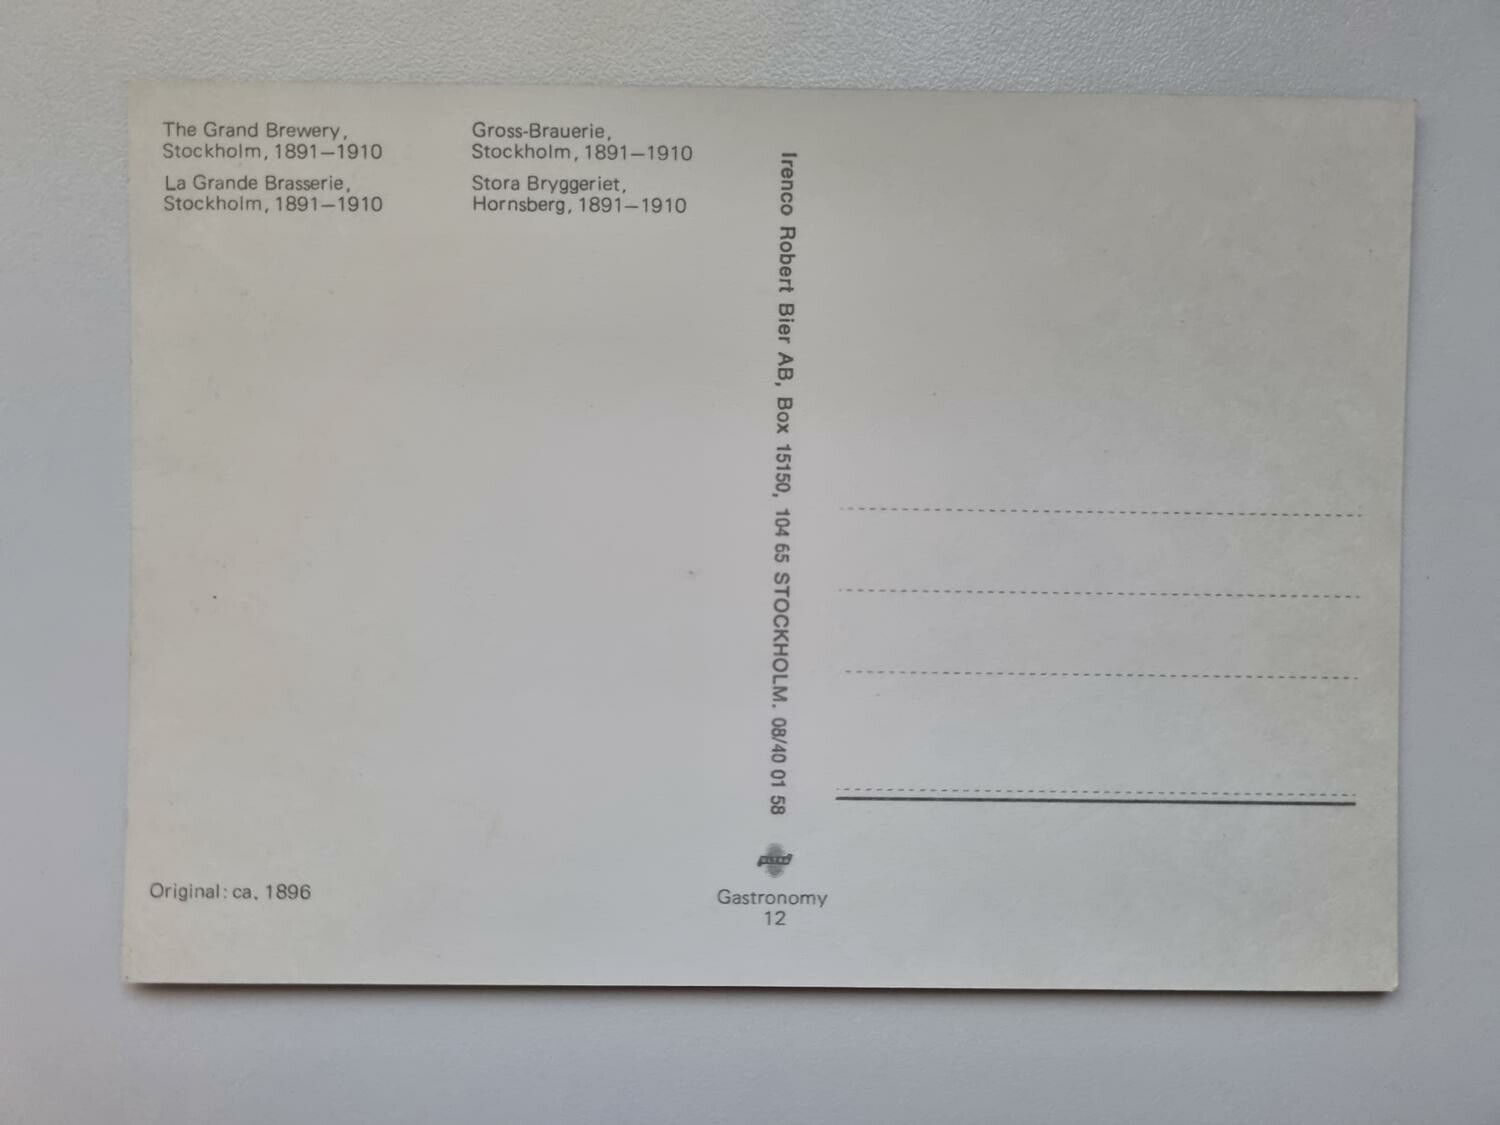 The Grand Brewery,
Stockholm, 1891–1910
La Grande Brasserie,
Stockholm, 1891–1910
Gross-Brauerie,
Stockholm, 1891–1910
Stora Bryggeriet,
Hornsberg, 1891–1910
Irenco Robert Bier AB, Box 15150, 104 65 STOCKHOLM. 08/40 01 58
Original: ca. 1896
Gastronomy
12